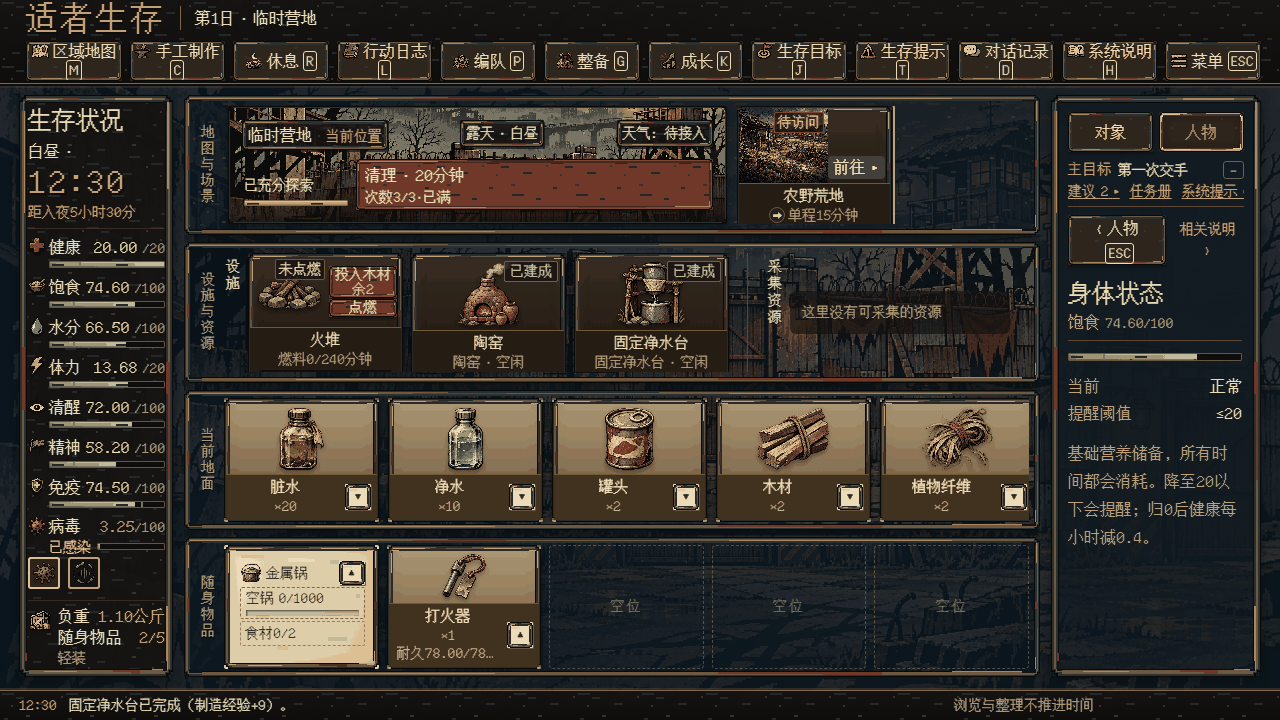 适者生存
第1日 · 临时营地
区域地图 M
手工制作 C
休息 R
行动日志 L
编队 P
整备 G
成长 K
生存目标 J
生存提示 T
对话记录 D
系统说明 H
菜单 ESC
生存状况
白昼 ·
12:30
距入夜5小时30分
健康 20.00 /20
饱食 74.60 /100
水分 66.50 /100
体力 13.68 /20
清醒 72.00 /100
精神 58.20 /100
免疫 74.50 /100
病毒 3.25/100
已感染
负重 1.10公斤
随身物品 2/5
轻装
地图与场景
临时营地 当前位置
露天 · 白昼
天气: 待接入
已充分探索
清理 · 20分钟
次数3/3·已满
待访问
前往 ▸
农野荒地
➡ 单程15分钟
设施与资源
设施
未点燃
投入木材
余2
点燃
火堆
燃料0/240分钟
已建成
陶窑
陶窑 · 空闲
已建成
固定净水台
固定净水台 · 空闲
采集资源
这里没有可采集的资源
当前地面
脏水
×20
净水
×10
罐头
×2
木材
×2
植物纤维
×2
随身物品
金属锅
空锅 0/1000
食材0/2
打火器
×1
耐久78.00/78…
空位
空位
空位
对象
人物
主目标 第一次交手 −
建议 2 ▸ 任务册 系统提示
‹ 人物
ESC
相关说明
›
身体状态
饱食 74.60/100
当前 正常
提醒阈值 ≤20
基础营养储备，所有时
间都会消耗。降至20以
下会提醒；归0后健康每
小时减0.4。
12:30 固定净水台已完成（制造经验+9）。
浏览与整理不推进时间